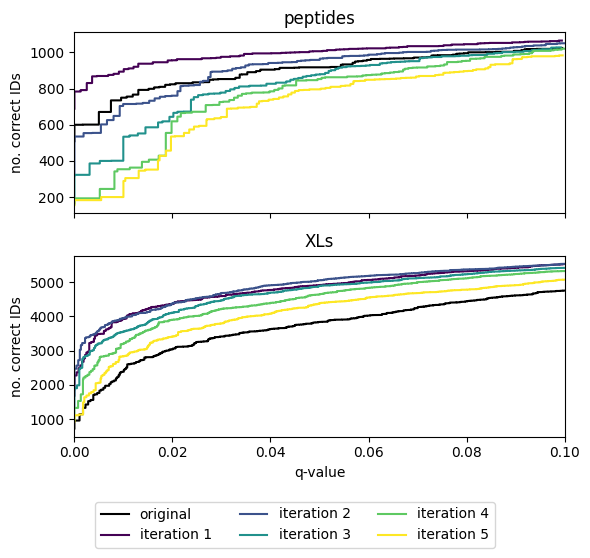 peptides
1000
800
600
400
200
no. correct IDs
XLs
5000
4000
3000
2000
1000
no. correct IDs
0.00 0.02 0.04 0.06 0.08 0.10
q-value
original iteration 2 iteration 4
iteration 1 iteration 3 iteration 5